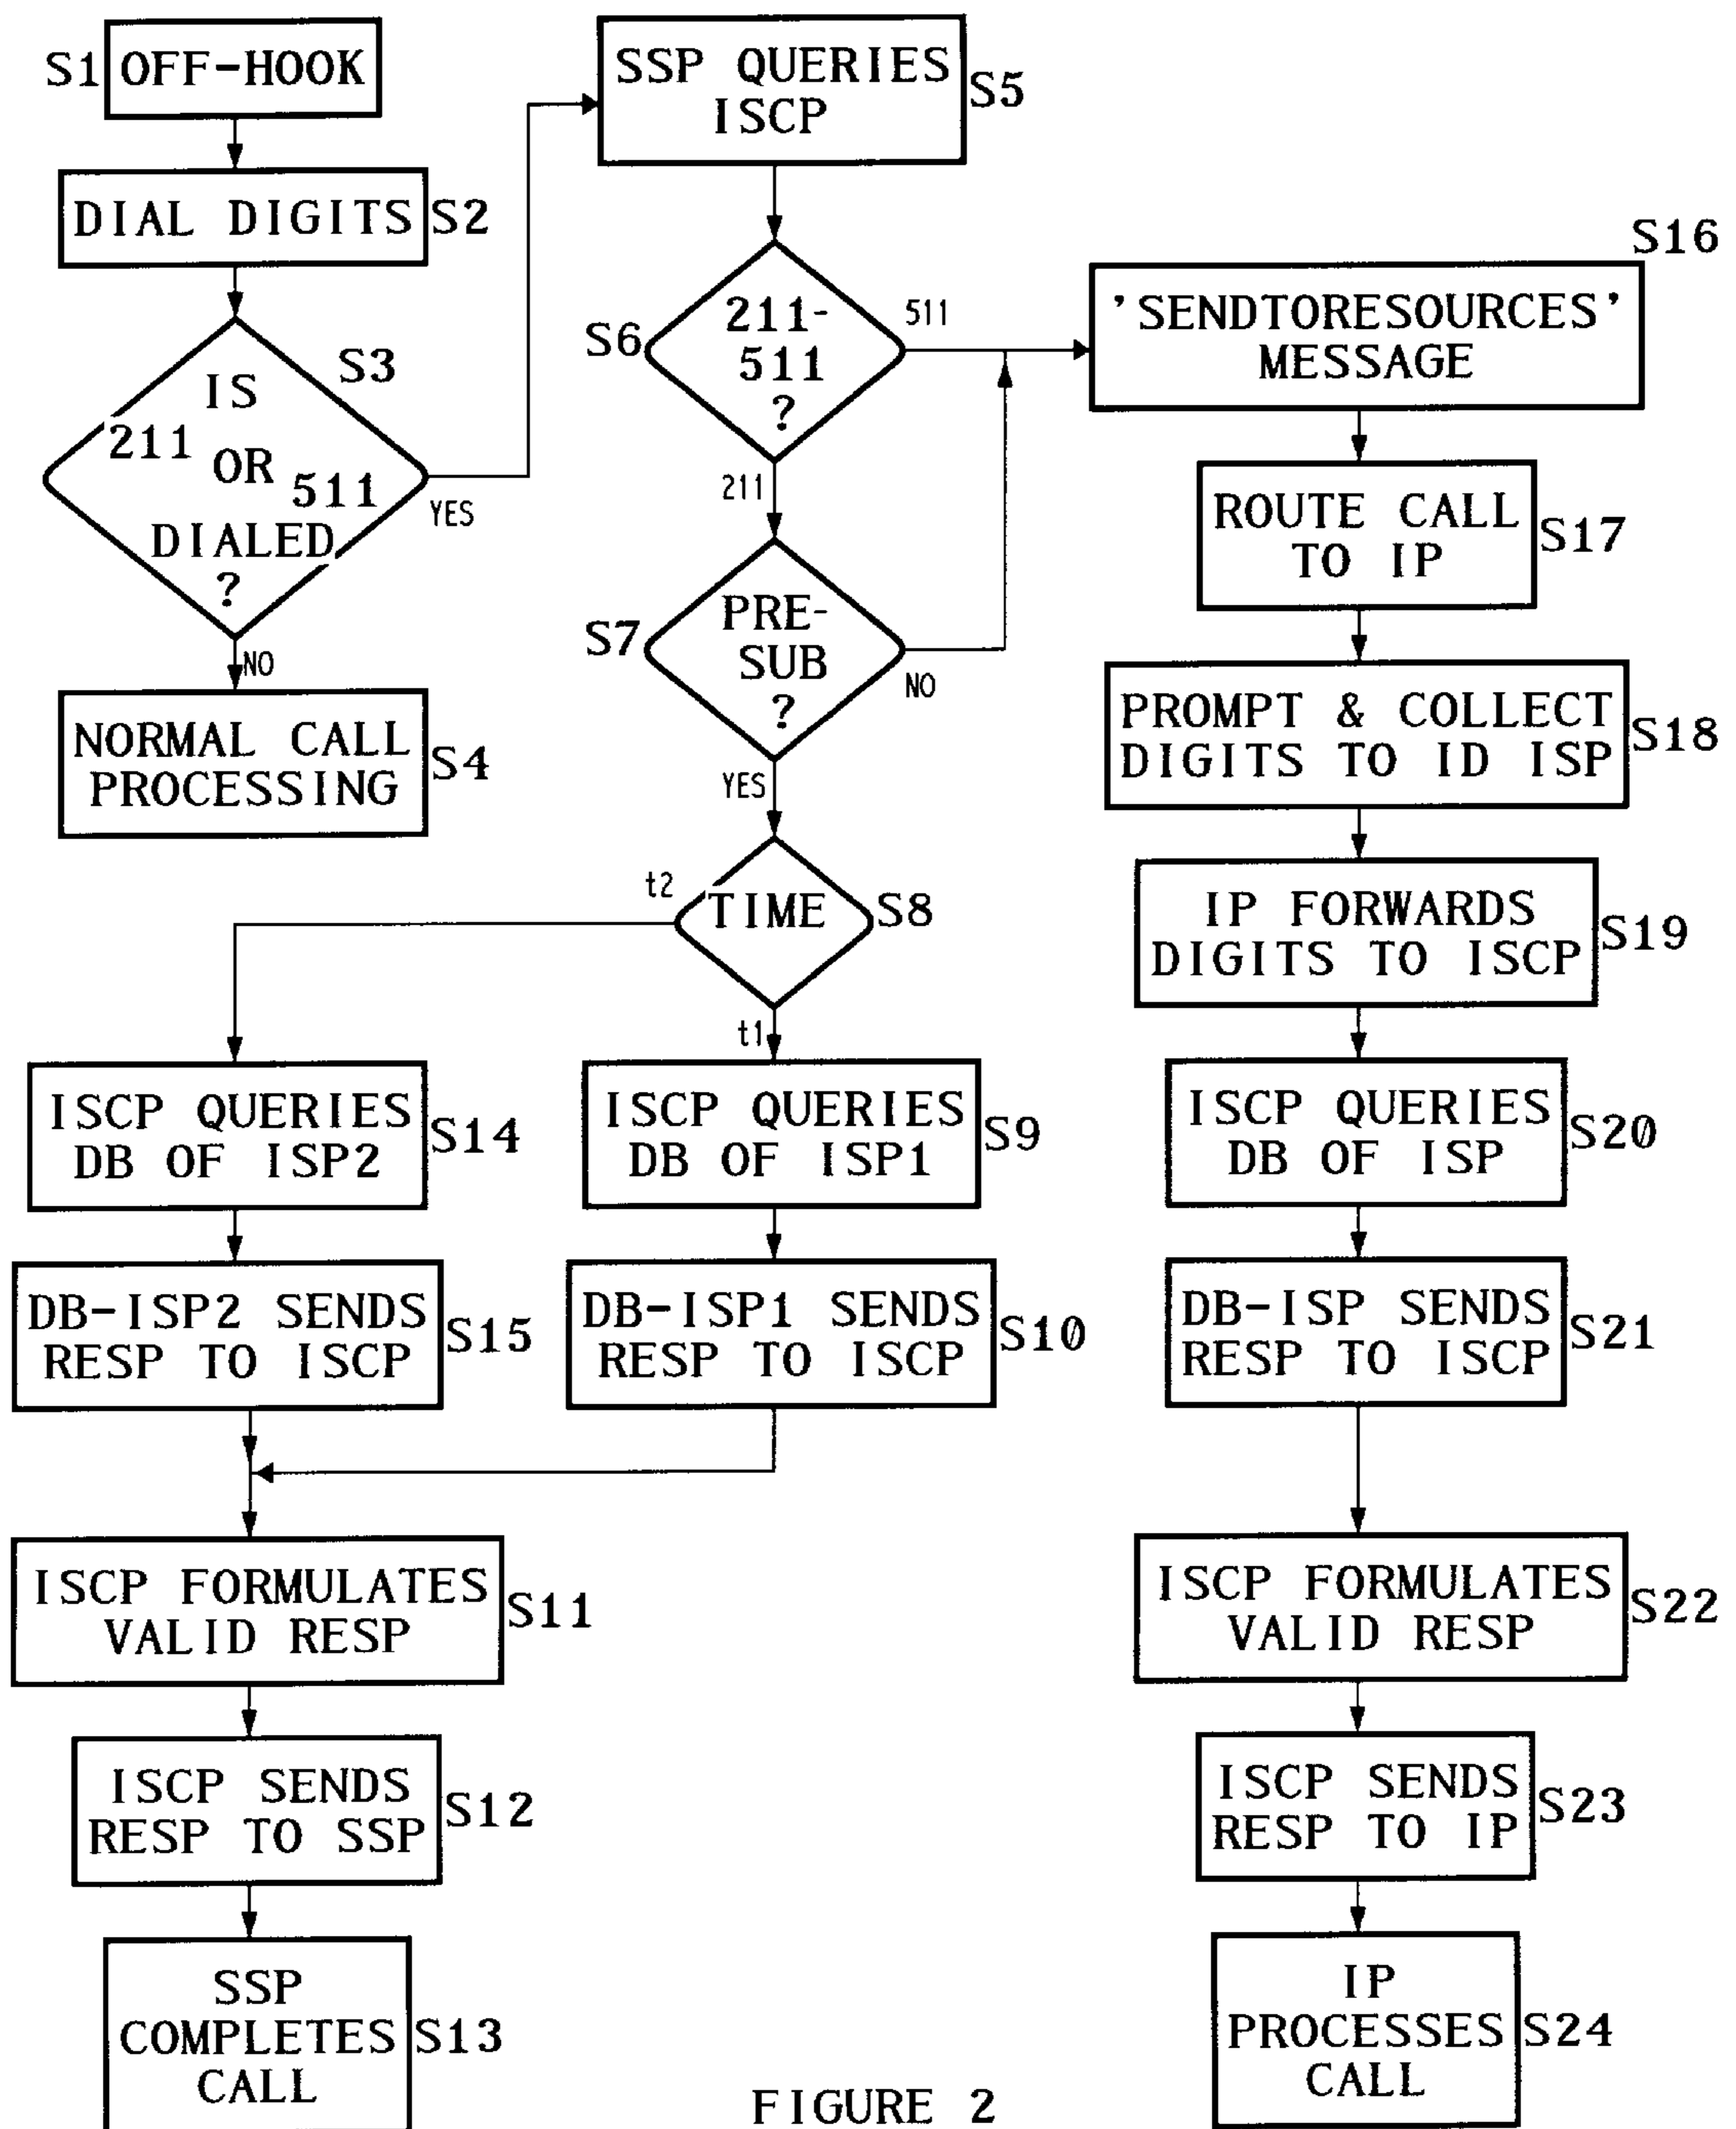 S1
OFF-HOOK
DIAL DIGITS
S2
S3
IS
211
OR
511
DIALED
?
YES
NO
NORMAL CALL
PROCESSING
S4
SSP QUERIES
ISCP
S5
S6
211-
511
?
511
211
S7
PRE-
SUB
?
NO
YES
t2
TIME
S8
t1
ISCP QUERIES
DB OF ISP2
S14
ISCP QUERIES
DB OF ISP1
S9
DB-ISP2 SENDS
RESP TO ISCP
S15
DB-ISP1 SENDS
RESP TO ISCP
S10
ISCP FORMULATES
VALID RESP
S11
ISCP SENDS
RESP TO SSP
S12
SSP
COMPLETES
CALL
S13
S16
'SENDTORESOURCES'
MESSAGE
ROUTE CALL
TO IP
S17
PROMPT & COLLECT
DIGITS TO ID ISP
S18
IP FORWARDS
DIGITS TO ISCP
S19
ISCP QUERIES
DB OF ISP
S20
DB-ISP SENDS
RESP TO ISCP
S21
ISCP FORMULATES
VALID RESP
S22
ISCP SENDS
RESP TO IP
S23
IP
PROCESSES
CALL
S24
FIGURE 2